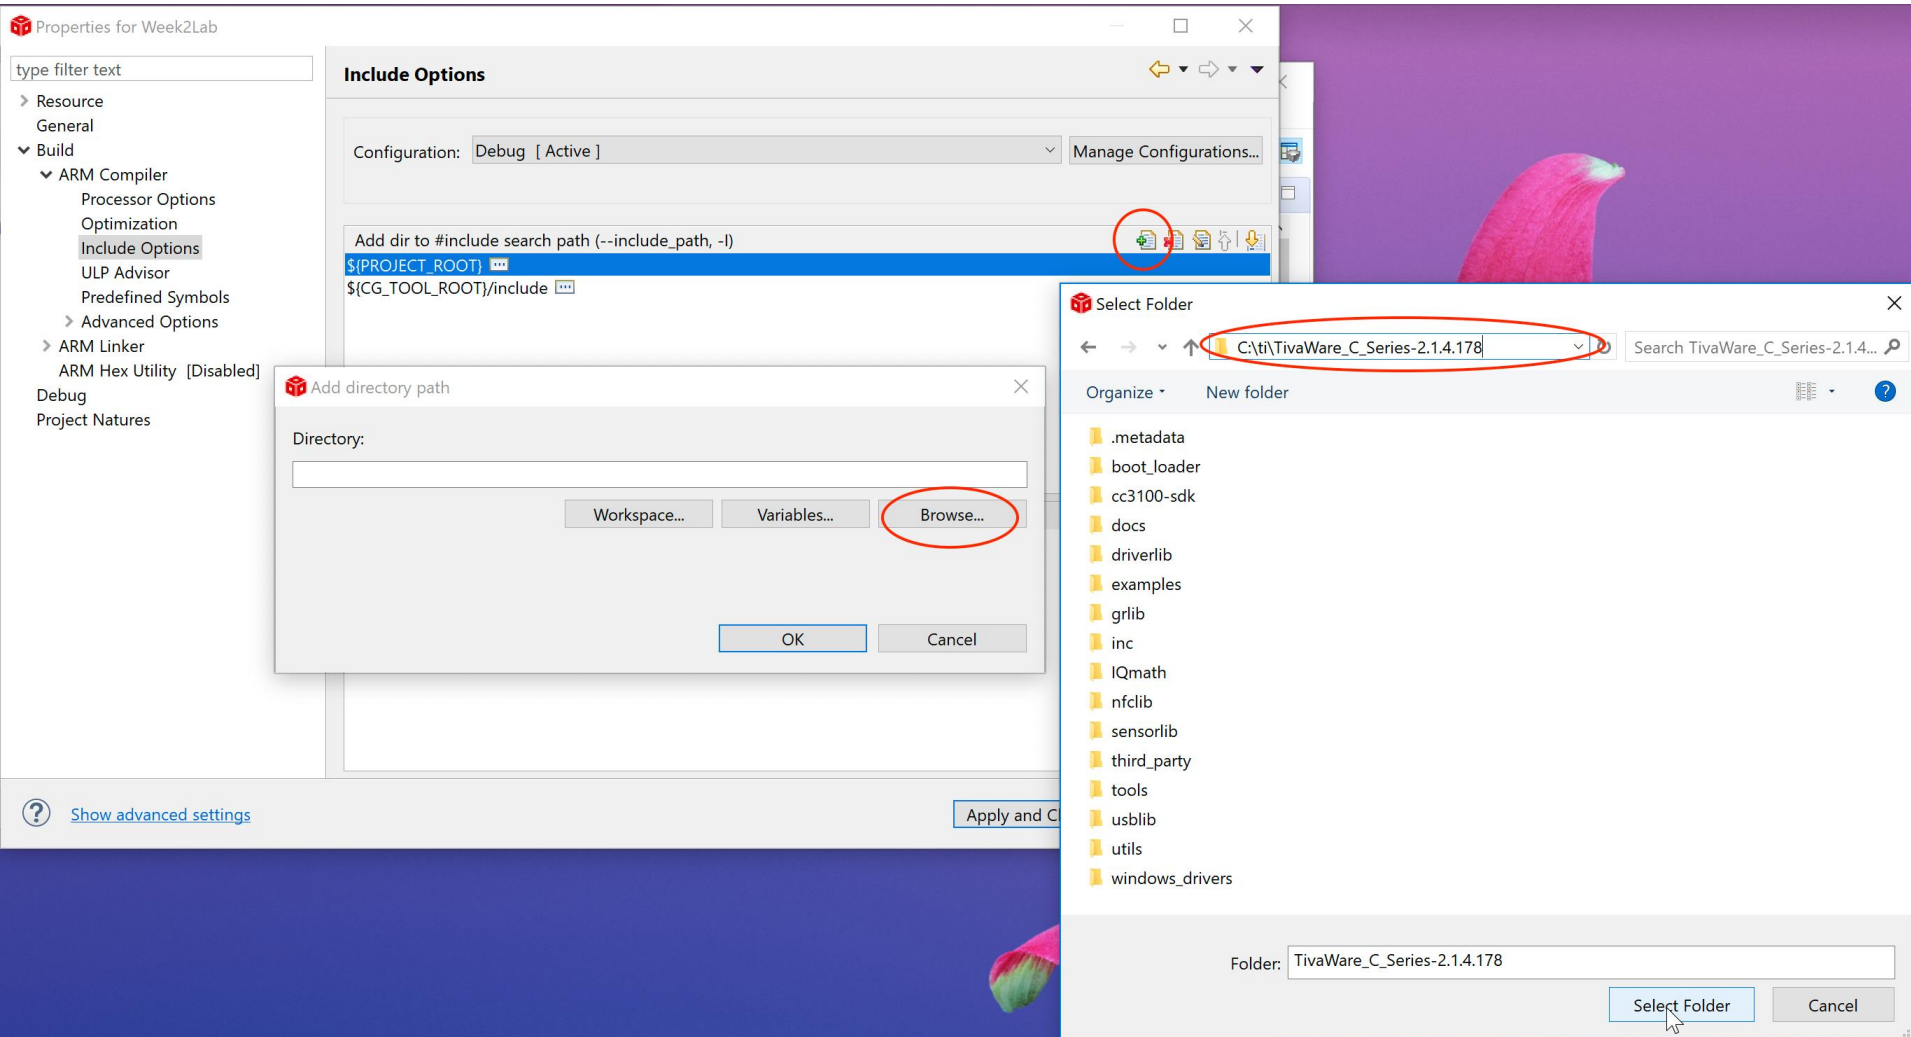 Properties for Week2Lab
type filter text
Resource
General
Build
ARM Compiler
Processor Options
Optimization
Include Options
ULP Advisor
Predefined Symbols
Advanced Options
ARM Linker
ARM Hex Utility [Disabled]
Debug
Project Natures
Include Options
Configuration: Debug [ Active ]
Manage Configurations...
Add dir to #include search path (--include_path, -I)
${PROJECT_ROOT}
${CG_TOOL_ROOT}/include
Add directory path
Directory:
Workspace... Variables... Browse...
OK Cancel
Show advanced settings
Apply and Cl
Select Folder
C:\ti\TivaWare_C_Series-2.1.4.178
Search TivaWare_C_Series-2.1.4...
Organize New folder
.metadata
boot_loader
cc3100-sdk
docs
driverlib
examples
grlib
inc
IQmath
nfclib
sensorlib
third_party
tools
usblib
utils
windows_drivers
Folder: TivaWare_C_Series-2.1.4.178
Select Folder Cancel